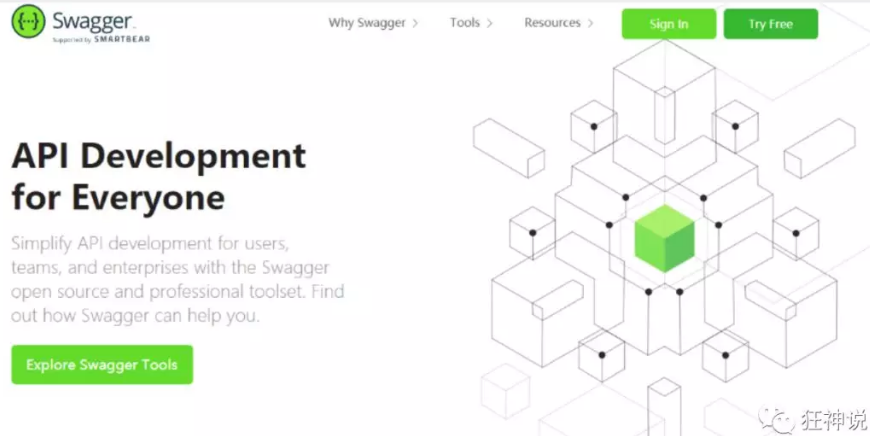 Swagger
Supported by SMARTBEAR
Why Swagger
Tools
Resources
Sign In
Try Free
API Development
for Everyone
Simplify API development for users,
teams, and enterprises with the Swagger
open source and professional toolset. Find
out how Swagger can help you.
Explore Swagger Tools
狂神说